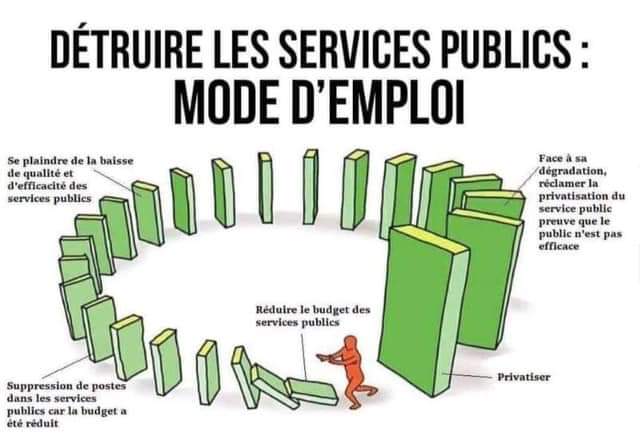 DÉTRUIRE LES SERVICES PUBLICS :
MODE D'EMPLOI
Se plaindre de la baisse
de qualité et
d'efficacité des
services publics
Face à sa
dégradation,
réclamer la
privatisation du
service public
preuve que le
public n'est pas
efficace
Réduire le budget des
services publics
Privatiser
Suppression de postes
dans les services
publics car la budget a
été réduit